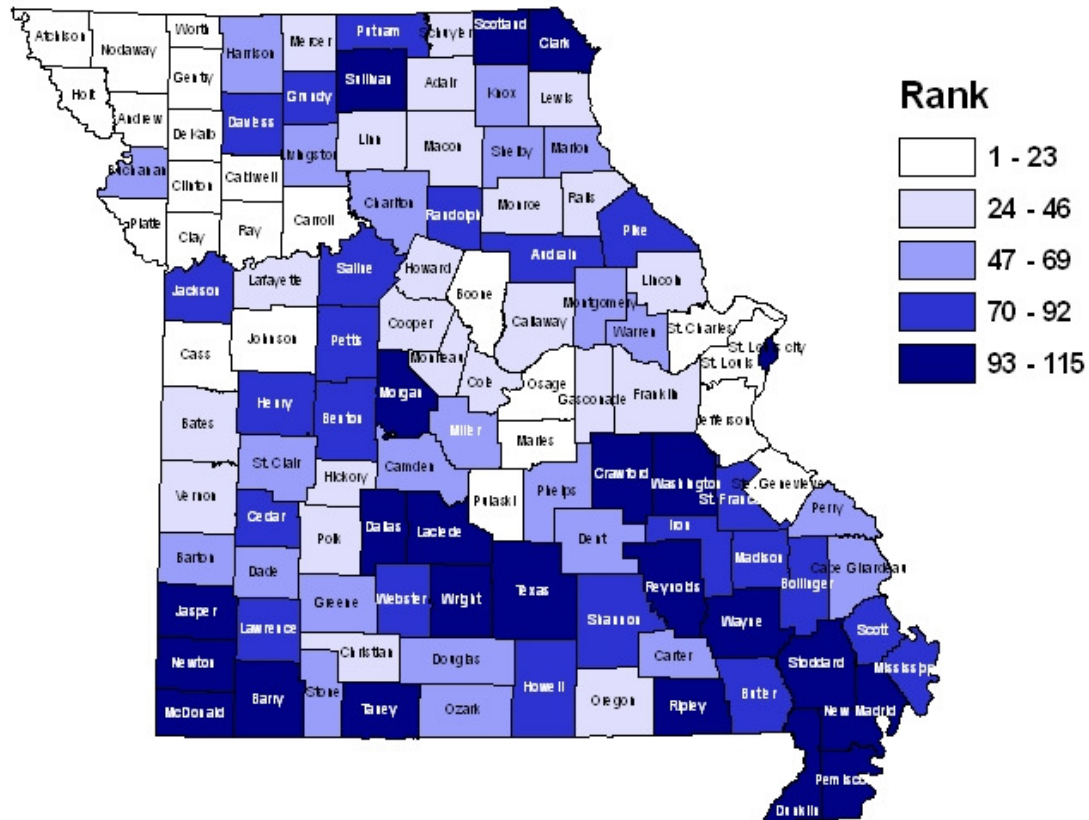 Atchison
Nodaway
Worth
Harrison
Mercer
Putnam
Schuyler
Scotland
Clark
Holt
Gentry
Andrew
De Kalb
Daviess
Grundy
Sullivan
Adair
Knox
Lewis
Buchanan
Clinton
Caldwell
Livingston
Linn
Macon
Shelby
Marion
Platte
Clay
Ray
Carroll
Chariton
Randolph
Monroe
Ralls
Pike
Audrain
Jackson
Lafayette
Saline
Howard
Boone
Callaway
Montgomery
Lincoln
Warren
St. Charles
St. Louis city
St. Louis
Cass
Johnson
Pettis
Cooper
Moniteau
Cole
Osage
Gasconade
Franklin
Jefferson
Bates
Henry
Benton
Morgan
Miller
Maries
St. Clair
Hickory
Camden
Pulaski
Phelps
Crawford
Washington
St. Franc
Ste. Genevieve
Perry
Vernon
Cedar
Polk
Dallas
Laclede
Dent
Iron
Madison
Bollinger
Cape Girardeau
Barton
Dade
Greene
Webster
Wright
Texas
Shannon
Reynolds
Wayne
Scott
Mississipp
Jasper
Lawrence
Christian
Douglas
Howell
Carter
Butler
Stoddard
Newton
Barry
Stone
Taney
Ozark
Oregon
Ripley
New Madrid
McDonald
Dunklin
Pemiscot
Rank
1 - 23
24 - 46
47 - 69
70 - 92
93 - 115